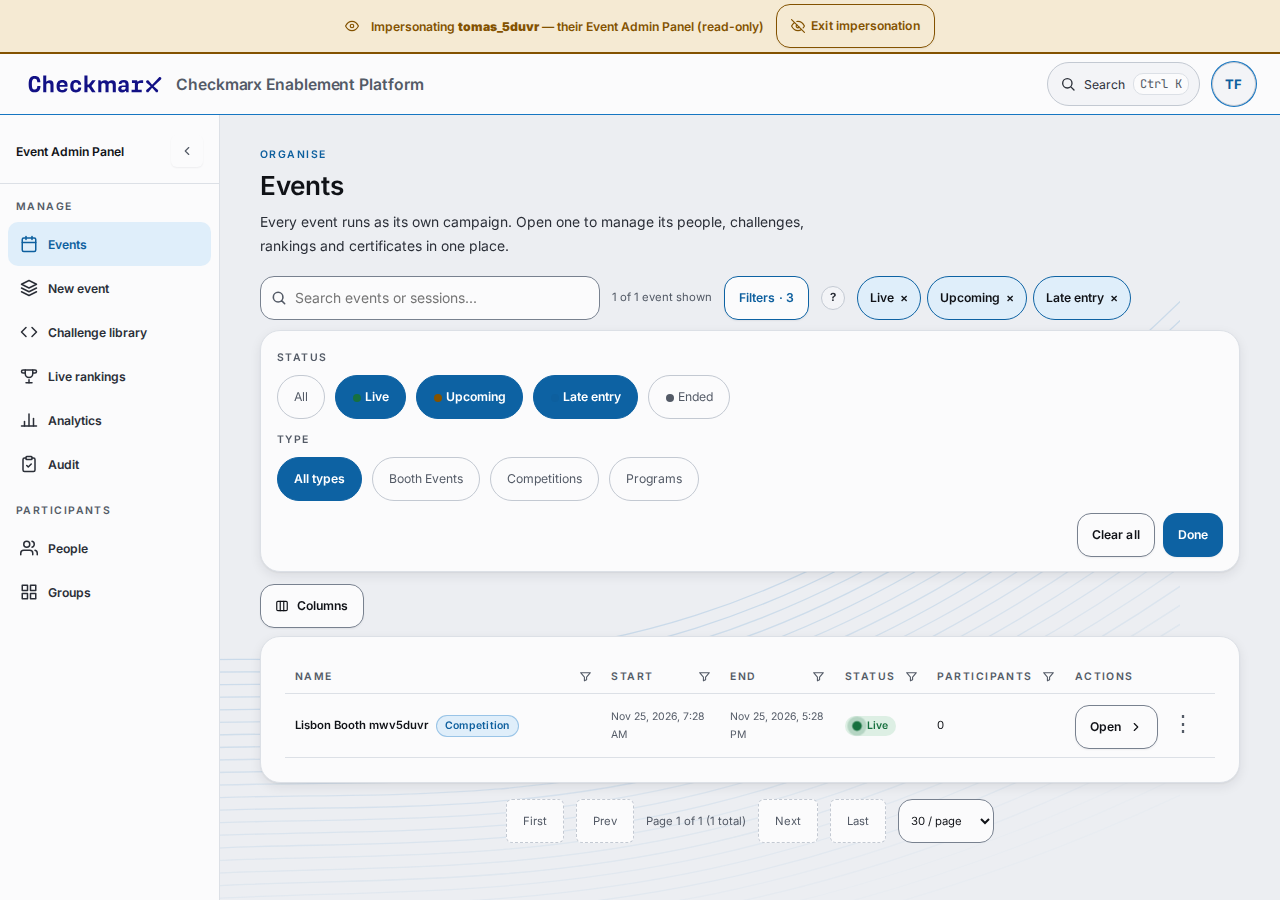 Impersonating tomas_5duvr — their Event Admin Panel (read-only)
Exit impersonation
Checkmarx
Checkmarx Enablement Platform
Search
Ctrl K
TF
Event Admin Panel
MANAGE
Events
New event
Challenge library
Live rankings
Analytics
Audit
PARTICIPANTS
People
Groups
ORGANISE
Events
Every event runs as its own campaign. Open one to manage its people, challenges,
rankings and certificates in one place.
Search events or sessions...
1 of 1 event shown
Filters · 3
?
Live ×
Upcoming ×
Late entry ×
STATUS
All
Live
Upcoming
Late entry
Ended
TYPE
All types
Booth Events
Competitions
Programs
Clear all
Done
Columns
NAME
START
END
STATUS
PARTICIPANTS
ACTIONS
Lisbon Booth mwv5duvr
Competition
Nov 25, 2026, 7:28
AM
Nov 25, 2026, 5:28
PM
Live
0
Open
First
Prev
Page 1 of 1 (1 total)
Next
Last
30 / page